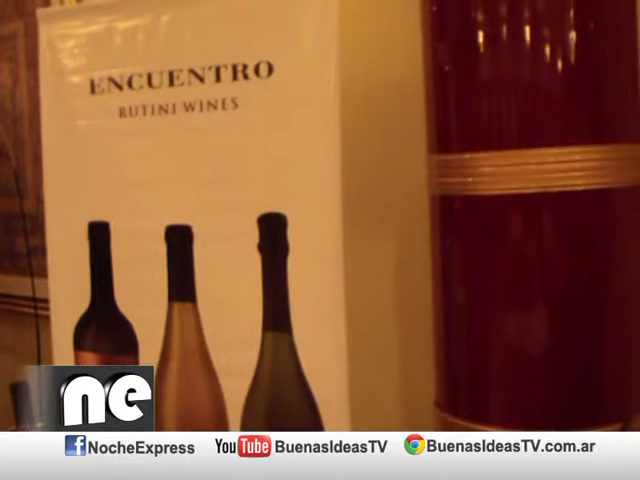 ENCUENTRO
RUTINI WINES
ne
f NocheExpress YouTube BuenasIdeasTV BuenasIdeasTV.com.ar